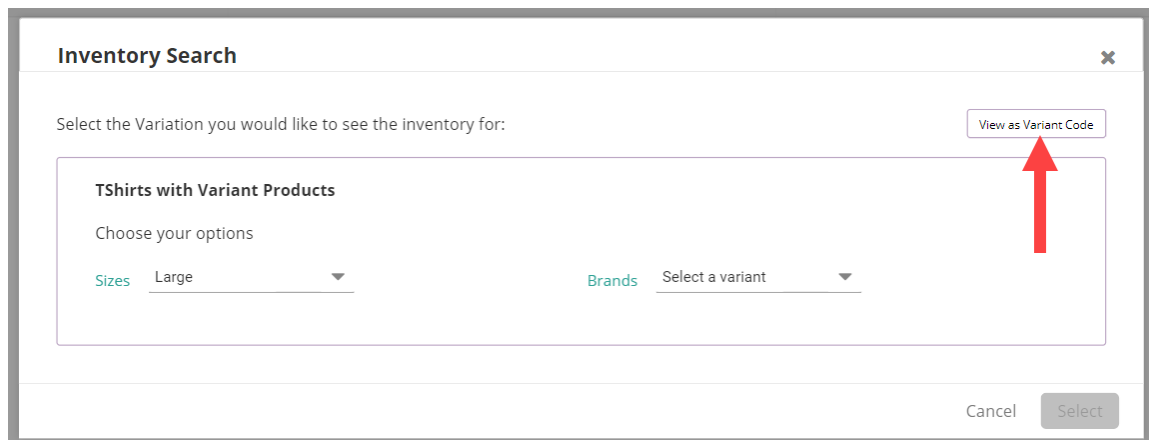 Inventory Search
Select the Variation you would like to see the inventory for:
View as Variant Code
TShirts with Variant Products
Choose your options
Sizes Large
Brands Select a variant
Cancel Select